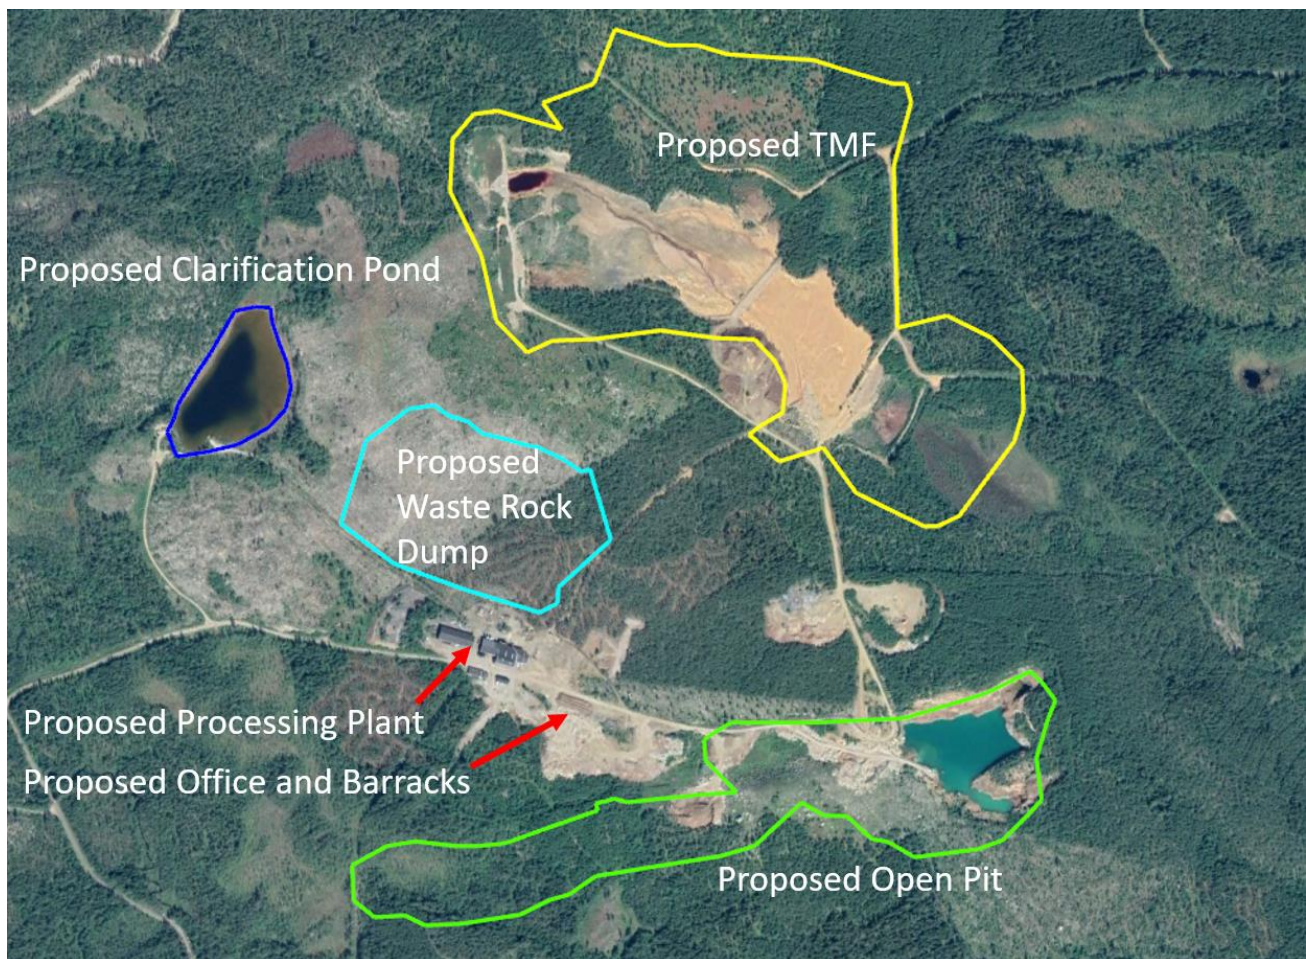 Proposed TMF
Proposed Clarification Pond
Proposed
Waste Rock
Dump
Proposed Processing Plant
Proposed Office and Barracks
Proposed Open Pit